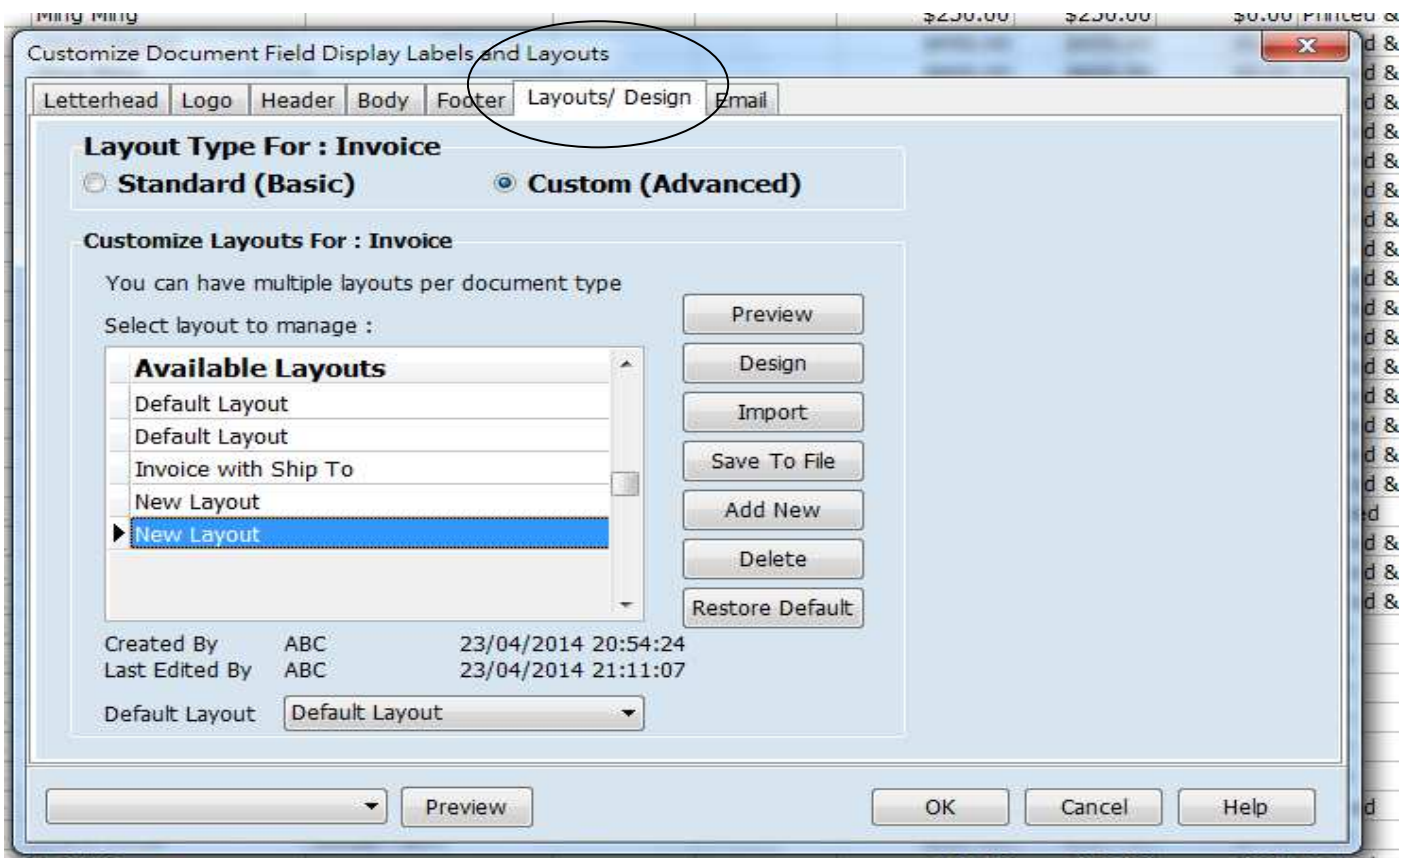 Ming Ming $250.00 $250.00 $0.00 Printed &
Customize Document Field Display Labels and Layouts
Letterhead Logo Header Body Footer Layouts/ Design Email
Layout Type For : Invoice
Standard (Basic) Custom (Advanced)
Customize Layouts For : Invoice
You can have multiple layouts per document type
Select layout to manage :
Available Layouts
Default Layout
Default Layout
Invoice with Ship To
New Layout
New Layout
Preview
Design
Import
Save To File
Add New
Delete
Restore Default
Created By ABC 23/04/2014 20:54:24
Last Edited By ABC 23/04/2014 21:11:07
Default Layout Default Layout
Preview OK Cancel Help